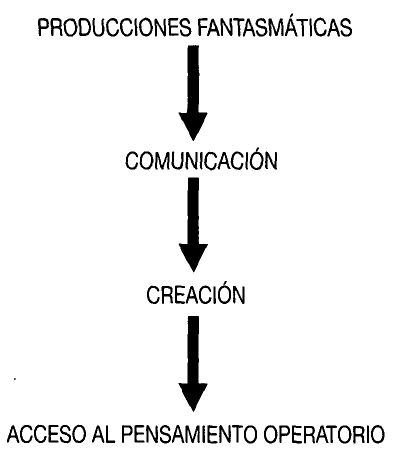 PRODUCCIONES FANTASMÁTICAS
COMUNICACIÓN
CREACIÓN
ACCESO AL PENSAMIENTO OPERATORIO